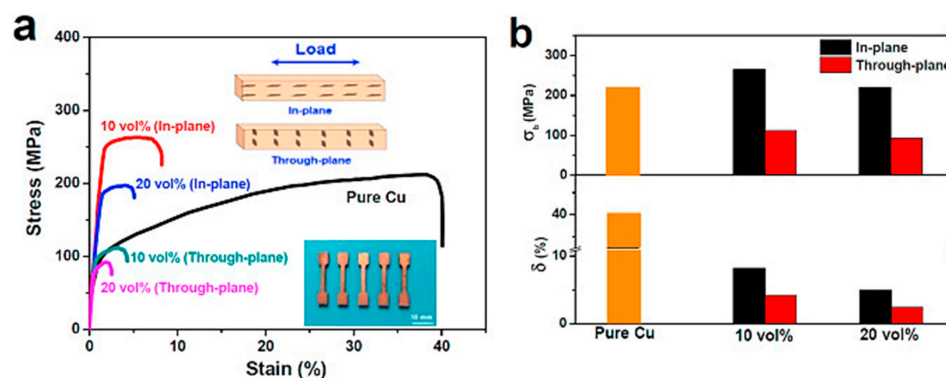 a
400
300
200
100
0
Stress (MPa)
0
10
20
30
40
Stain (%)
Load
In-plane
Through-plane
10 vol% (In-plane)
20 vol% (In-plane)
Pure Cu
10 vol% (Through-plane)
20 vol% (Through-plane)
10 mm
b
In-plane
Through-plane
300
200
100
0
σb (MPa)
40
10
0
δ (%)
Pure Cu
10 vol%
20 vol%